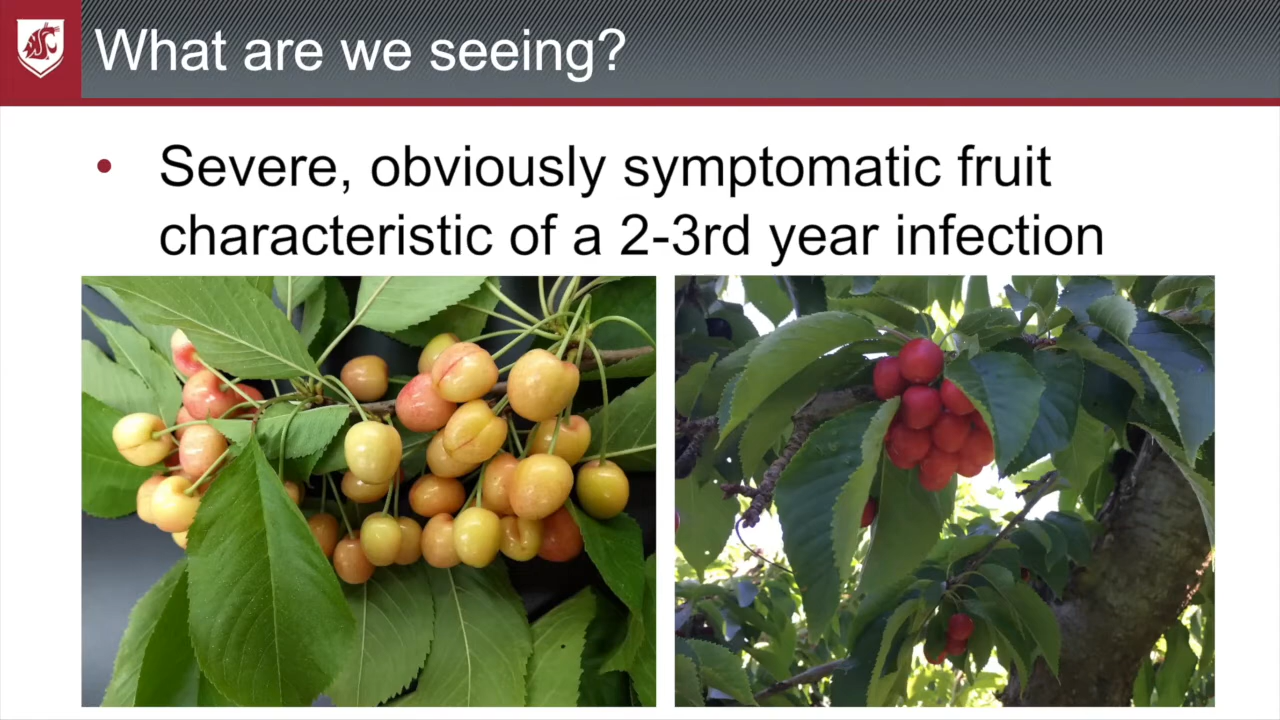 What are we seeing?
• Severe, obviously symptomatic fruit
characteristic of a 2-3rd year infection